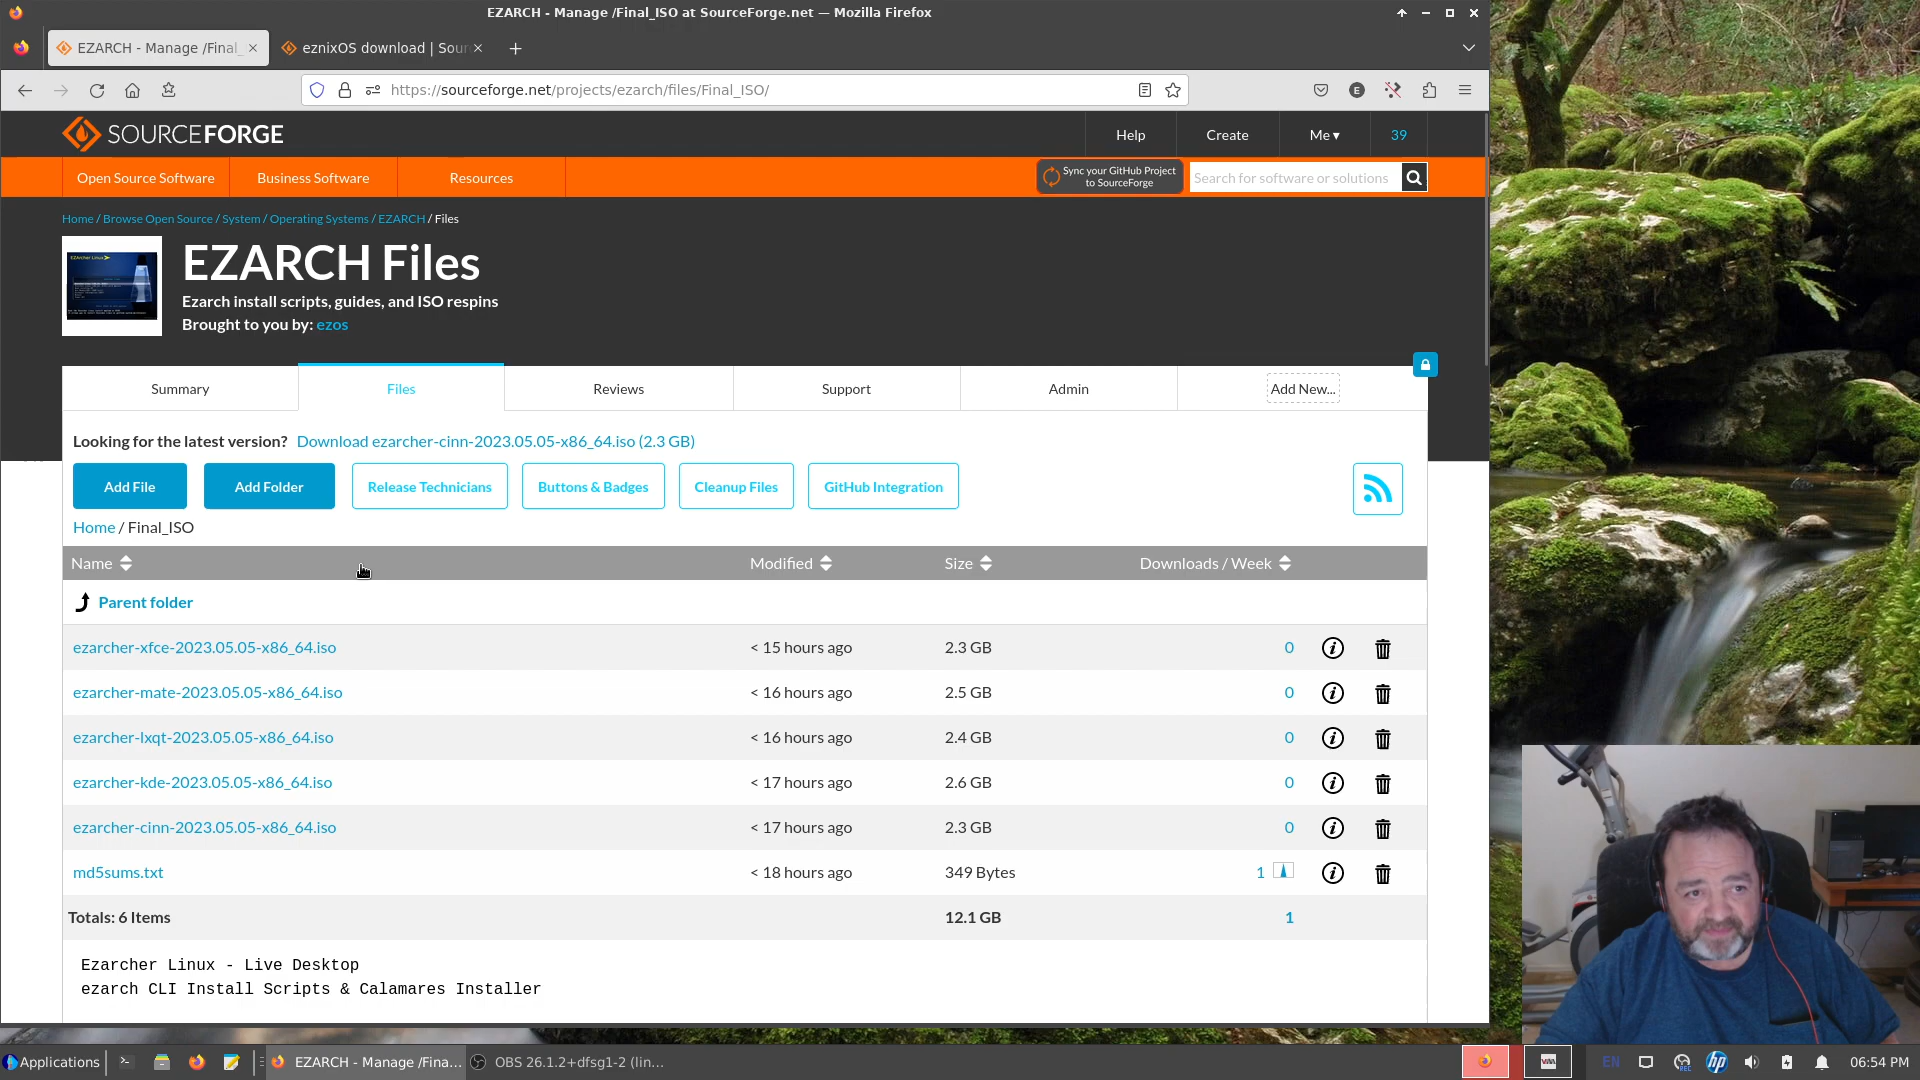 EZARCH - Manage /Final_ISO at SourceForge.net — Mozilla Firefox
EZARCH - Manage /Final_
eznixOS download | Sour
https://sourceforge.net/projects/ezarch/files/Final_ISO/
E
SOURCEFORGE
Help
Create
Me ▾
39
Open Source Software
Business Software
Resources
Sync your GitHub Project
to SourceForge
Search for software or solutions
Home / Browse Open Source / System / Operating Systems / EZARCH / Files
EZArcher Linux
EZARCH Files
Ezarch install scripts, guides, and ISO respins
Brought to you by: ezos
Summary
Files
Reviews
Support
Admin
Add New...
Looking for the latest version? Download ezarcher-cinn-2023.05.05-x86_64.iso (2.3 GB)
Add File
Add Folder
Release Technicians
Buttons & Badges
Cleanup Files
GitHub Integration
Home / Final_ISO
Name Modified Size Downloads / Week
Parent folder
ezarcher-xfce-2023.05.05-x86_64.iso < 15 hours ago 2.3 GB 0
ezarcher-mate-2023.05.05-x86_64.iso < 16 hours ago 2.5 GB 0
ezarcher-lxqt-2023.05.05-x86_64.iso < 16 hours ago 2.4 GB 0
ezarcher-kde-2023.05.05-x86_64.iso < 17 hours ago 2.6 GB 0
ezarcher-cinn-2023.05.05-x86_64.iso < 17 hours ago 2.3 GB 0
md5sums.txt < 18 hours ago 349 Bytes 1
Totals: 6 Items 12.1 GB 1
Ezarcher Linux - Live Desktop
ezarch CLI Install Scripts & Calamares Installer
Applications
EZARCH - Manage /Fina...
OBS 26.1.2+dfsg1-2 (lin...
EN
REC
hp
06:54 PM